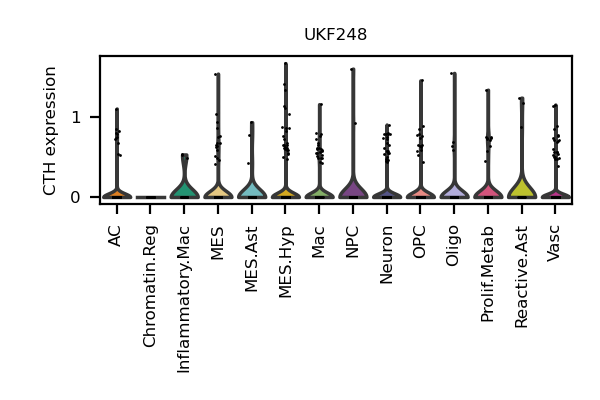 UKF248
CTH expression
1
0
AC
Chromatin.Reg
Inflammatory.Mac
MES
MES.Ast
MES.Hyp
Mac
NPC
Neuron
OPC
Oligo
Prolif.Metab
Reactive.Ast
Vasc